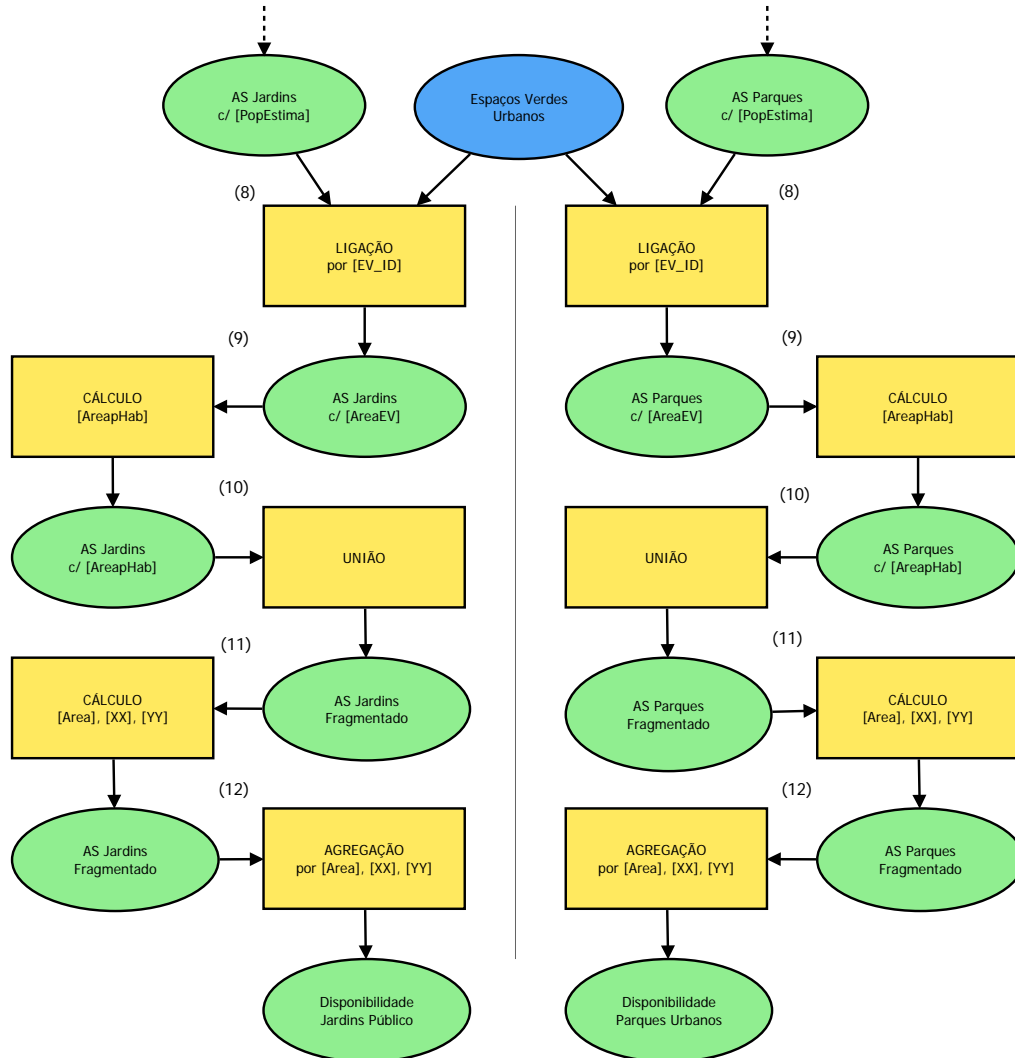 AS Jardins
c/ [PopEstima]
Espaços Verdes
Urbanos
AS Parques
c/ [PopEstima]
(8)
(8)
LIGAÇÃO
por [EV_ID]
LIGAÇÃO
por [EV_ID]
(9)
(9)
CÁLCULO
[AreapHab]
AS Jardins
c/ [AreaEV]
AS Parques
c/ [AreaEV]
CÁLCULO
[AreapHab]
(10)
(10)
AS Jardins
c/ [AreapHab]
UNIÃO
UNIÃO
AS Parques
c/ [AreapHab]
(11)
(11)
CÁLCULO
[Area], [XX], [YY]
AS Jardins
Fragmentado
AS Parques
Fragmentado
CÁLCULO
[Area], [XX], [YY]
(12)
(12)
AS Jardins
Fragmentado
AGREGAÇÃO
por [Area], [XX], [YY]
AGREGAÇÃO
por [Area], [XX], [YY]
AS Parques
Fragmentado
Disponibilidade
Jardins Público
Disponibilidade
Parques Urbanos